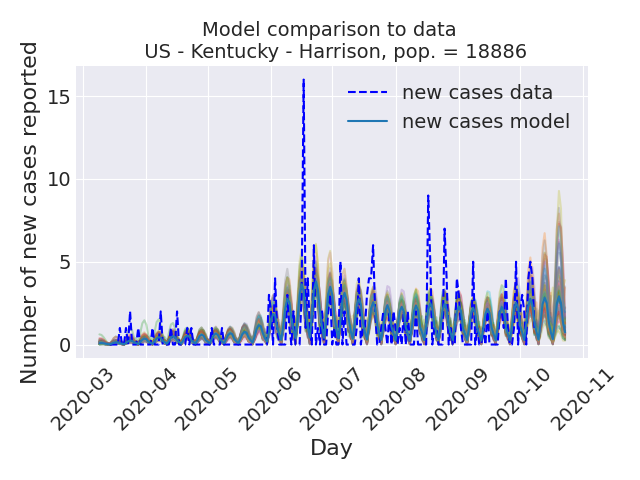 Model comparison to data
US - Kentucky - Harrison, pop. = 18886
Number of new cases reported
15
10
5
0
new cases data
new cases model
2020-03
2020-04
2020-05
2020-06
2020-07
2020-08
2020-09
2020-10
2020-11
Day